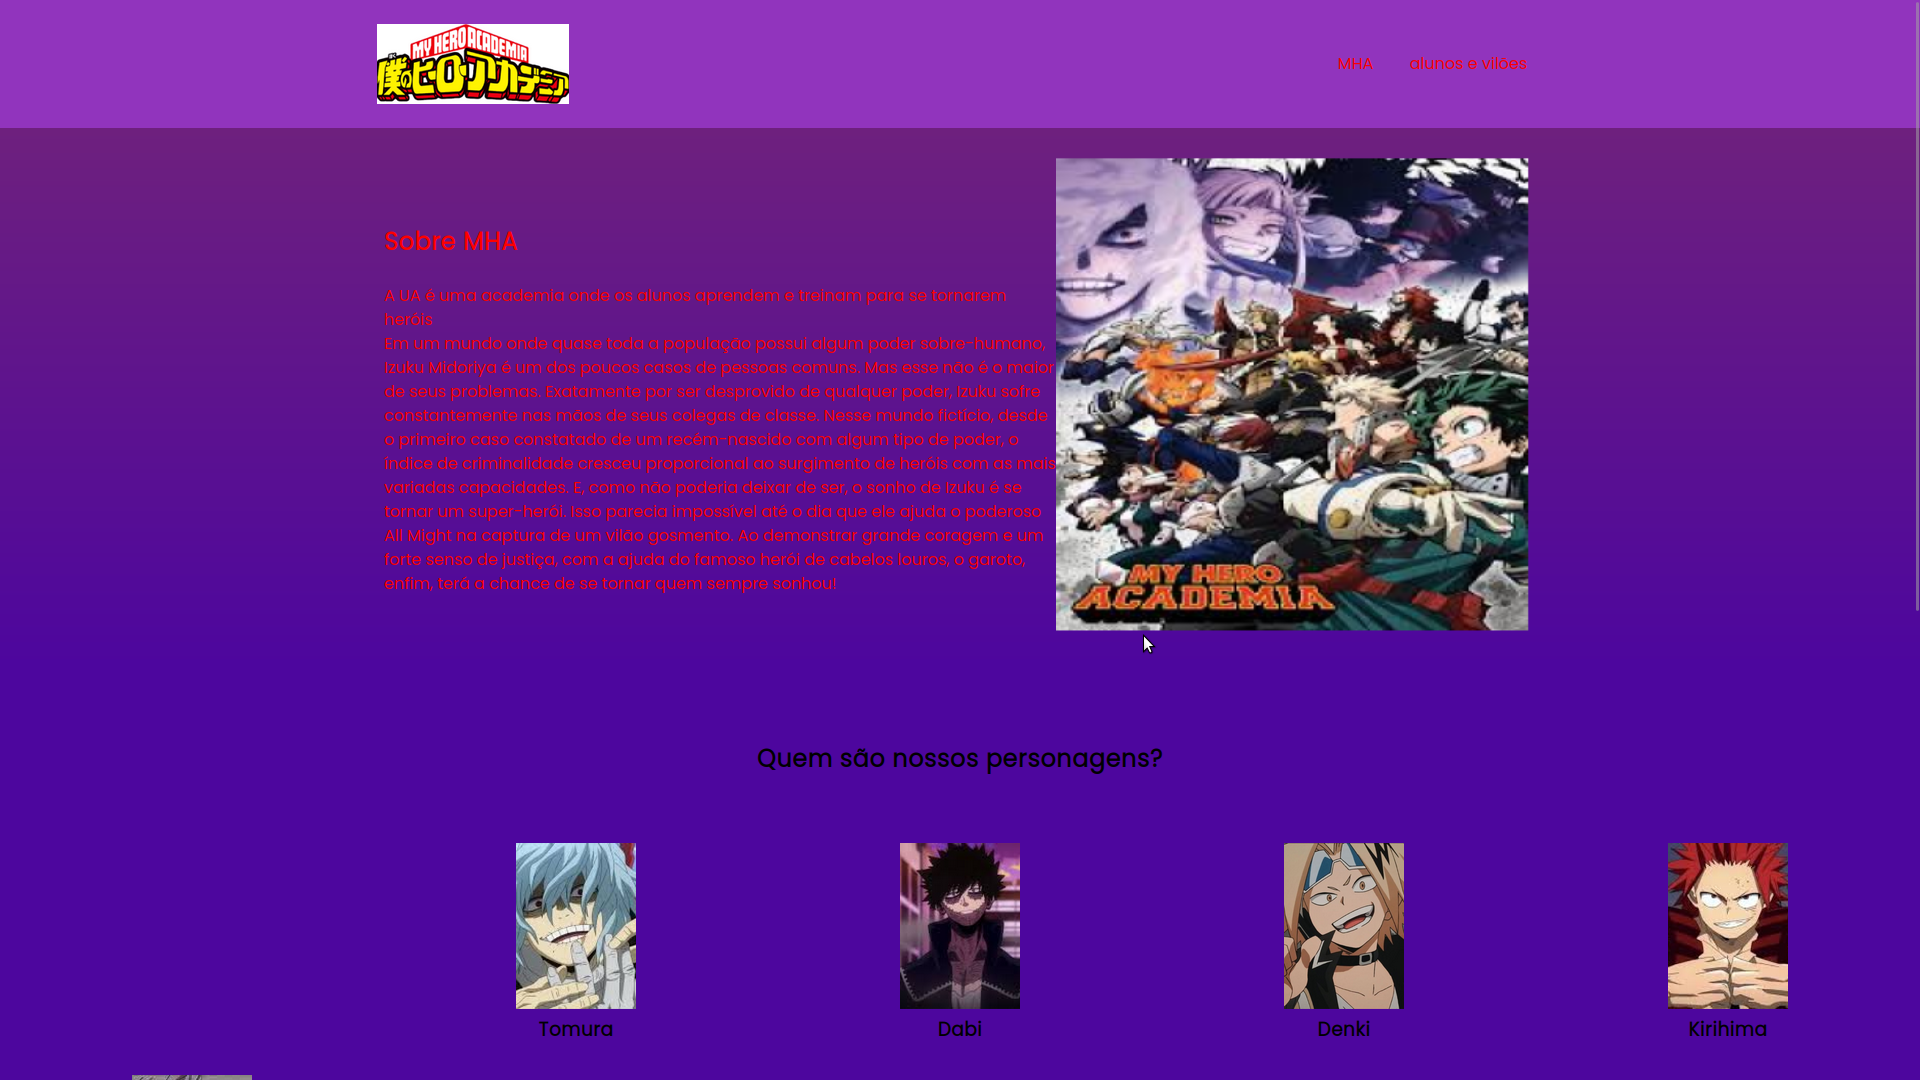 MY HERO ACADEMIA
僕のヒーローアカデミア
MHA
alunos e vilões
Sobre MHA
A UA é uma academia onde os alunos aprendem e treinam para se tornarem
heróis
Em um mundo onde quase toda a população possui algum poder sobre-humano,
Izuku Midoriya é um dos poucos casos de pessoas comuns. Mas esse não é o maior
de seus problemas. Exatamente por ser desprovido de qualquer poder, Izuku sofre
constantemente nas mãos de seus colegas de classe. Nesse mundo fictício, desde
o primeiro caso constatado de um recém-nascido com algum tipo de poder, o
índice de criminalidade cresceu proporcional ao surgimento de heróis com as mais
variadas capacidades. E, como não poderia deixar de ser, o sonho de Izuku é se
tornar um super-herói. Isso parecia impossível até o dia que ele ajuda o poderoso
All Might na captura de um vilão gosmento. Ao demonstrar grande coragem e um
forte senso de justiça, com a ajuda do famoso herói de cabelos louros, o garoto,
enfim, terá a chance de se tornar quem sempre sonhou!
MY HERO
ACADEMIA
Quem são nossos personagens?
Tomura
Dabi
Denki
Kirihima